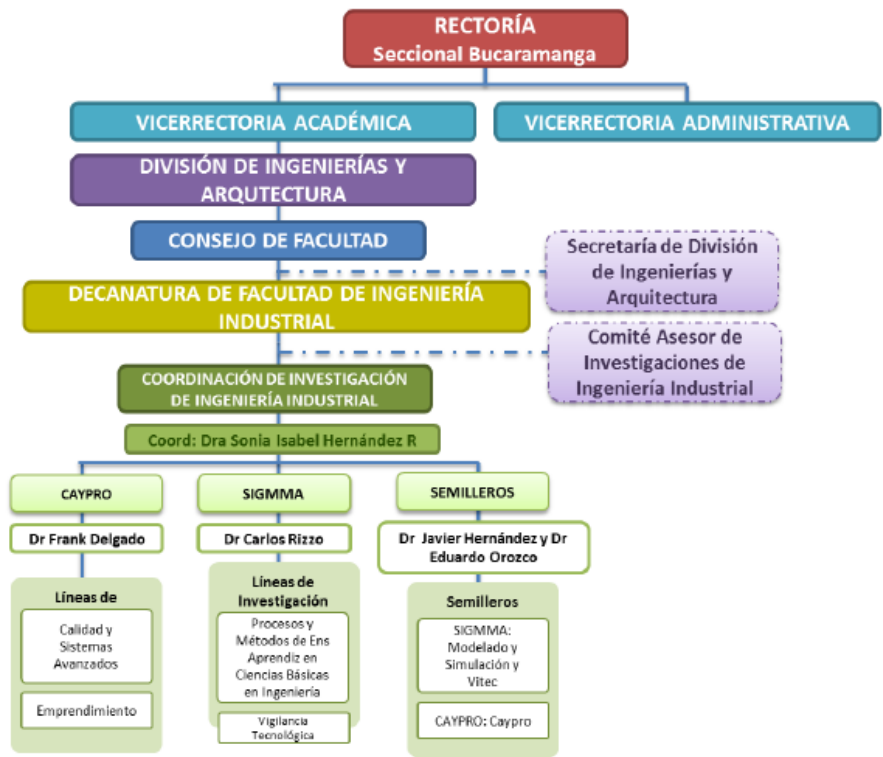 RECTORÍA
Seccional Bucaramanga
VICERRECTORIA ACADÉMICA
VICERRECTORIA ADMINISTRATIVA
DIVISIÓN DE INGENIERÍAS Y
ARQUTECTURA
CONSEJO DE FACULTAD
Secretaría de División
de Ingenierías y
Arquitectura
DECANATURA DE FACULTAD DE INGENIERÍA
INDUSTRIAL
Comité Asesor de
Investigaciones de
Ingeniería Industrial
COORDINACIÓN DE INVESTIGACIÓN
DE INGENIERÍA INDUSTRIAL
Coord: Dra Sonia Isabel Hernández R
CAYPRO
Dr Frank Delgado
Líneas de
Calidad y
Sistemas
Avanzados
Emprendimiento
SIGMMA
Dr Carlos Rizzo
Líneas de
Investigación
Procesos y
Métodos de Ens
Aprendiz en
Ciencias Básicas
en Ingeniería
Vigilancia
Tecnológica
SEMILLEROS
Dr Javier Hernández y Dr
Eduardo Orozco
Semilleros
SIGMMA:
Modelado y
Simulación y
Vitec
CAYPRO: Caypro